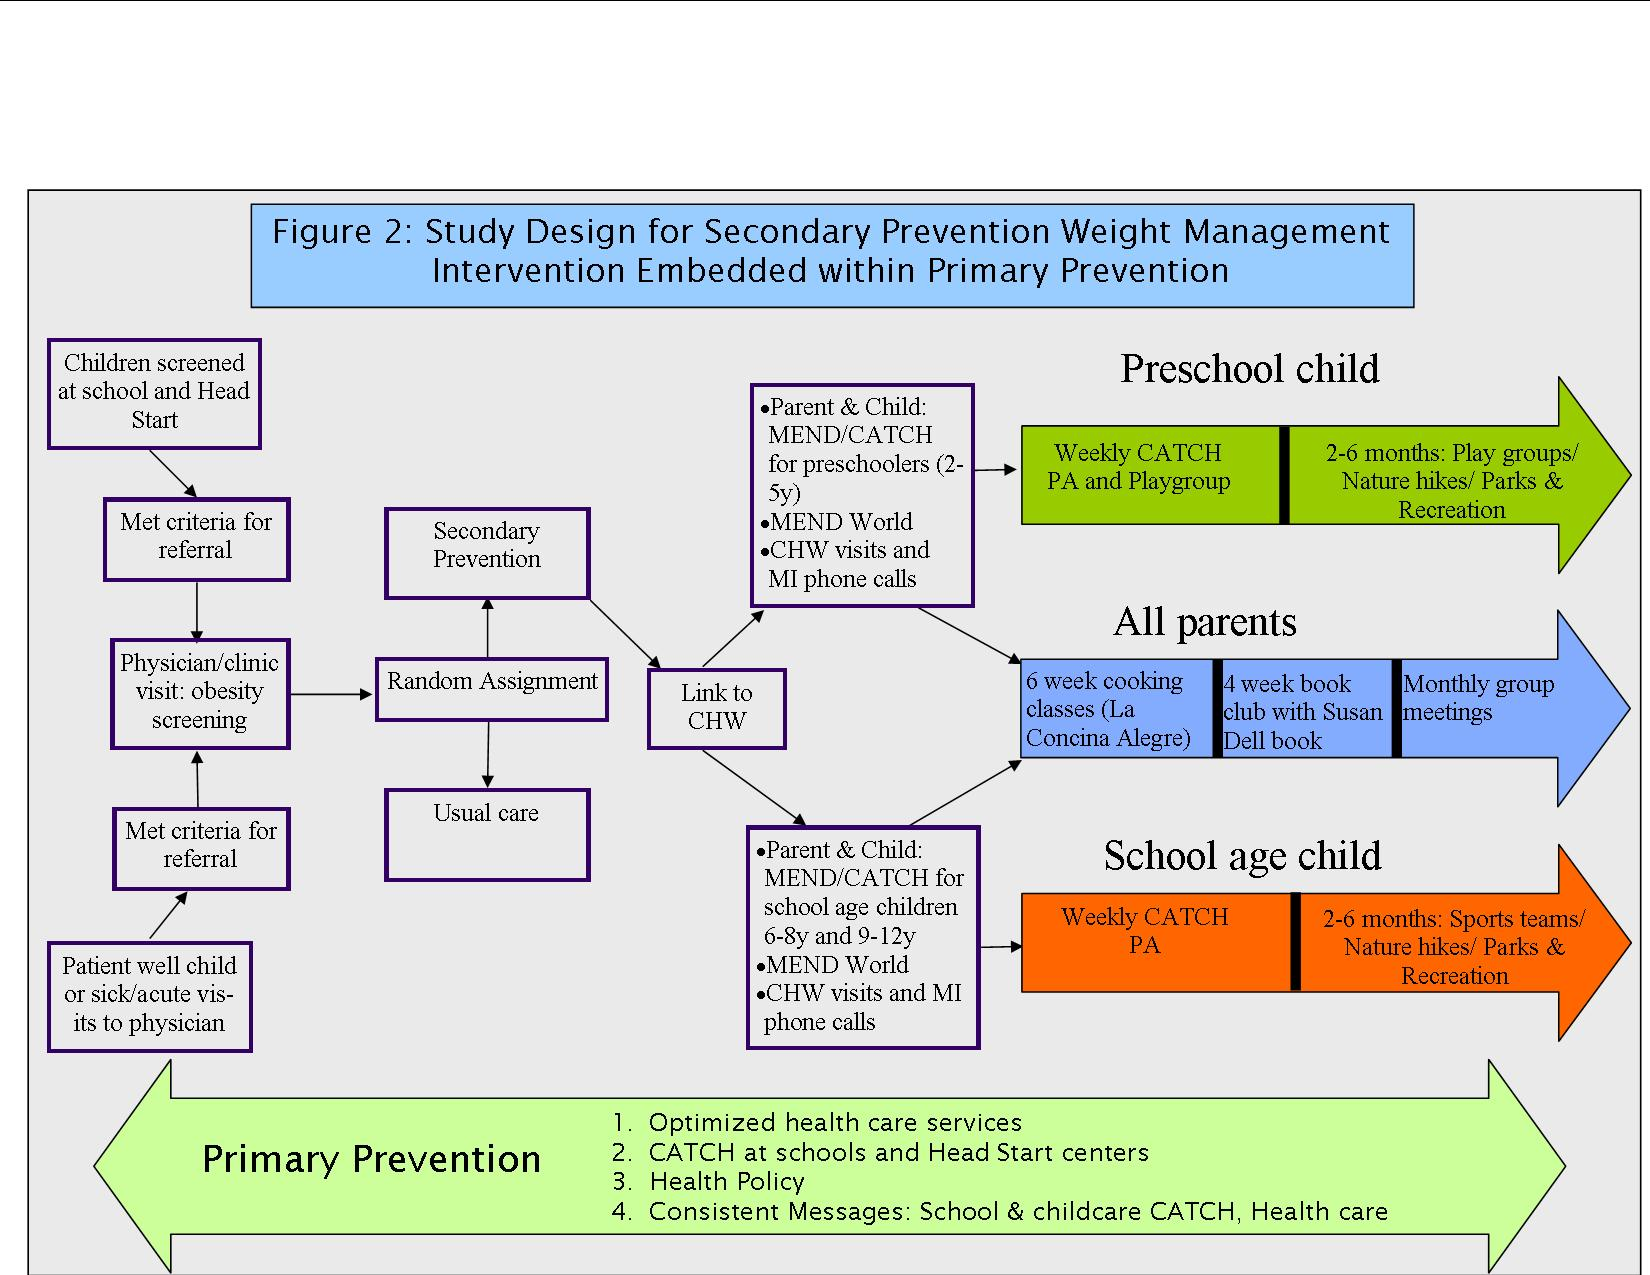 Figure 2: Study Design for Secondary Prevention Weight Management
Intervention Embedded within Primary Prevention
Children screened
at school and Head
Start
Met criteria for
referral
Physician/clinic
visit: obesity
screening
Met criteria for
referral
Patient well child
or sick/acute vis-
its to physician
Secondary
Prevention
Random Assignment
Usual care
Link to
CHW
•Parent & Child:
MEND/CATCH
for preschoolers (2-
5y)
•MEND World
•CHW visits and
MI phone calls
•Parent & Child:
MEND/CATCH for
school age children
6-8y and 9-12y
•MEND World
•CHW visits and MI
phone calls
Preschool child
Weekly CATCH
PA and Playgroup
2-6 months: Play groups/
Nature hikes/ Parks &
Recreation
All parents
6 week cooking
classes (La
Concina Alegre)
4 week book
club with Susan
Dell book
Monthly group
meetings
School age child
Weekly CATCH
PA
2-6 months: Sports teams/
Nature hikes/ Parks &
Recreation
Primary Prevention
1. Optimized health care services
2. CATCH at schools and Head Start centers
3. Health Policy
4. Consistent Messages: School & childcare CATCH, Health care